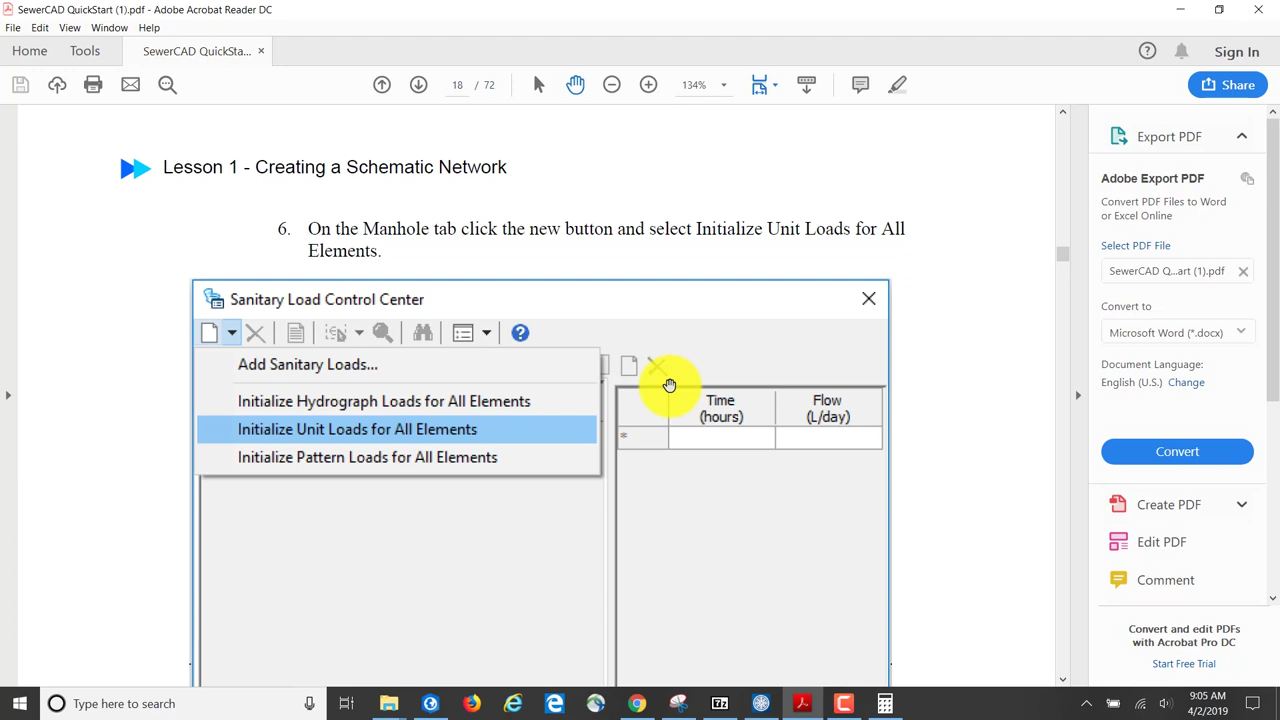 SewerCAD QuickStart (1).pdf - Adobe Acrobat Reader DC
File Edit View Window Help
Home Tools SewerCAD QuickSta... × Sign In
18 / 72 134% Share
Lesson 1 - Creating a Schematic Network
6. On the Manhole tab click the new button and select Initialize Unit Loads for All
Elements.
Sanitary Load Control Center
Add Sanitary Loads...
Initialize Hydrograph Loads for All Elements
Initialize Unit Loads for All Elements
Initialize Pattern Loads for All Elements
Time
(hours)
Flow
(L/day)
*
Export PDF
Adobe Export PDF
Convert PDF Files to Word
or Excel Online
Select PDF File
SewerCAD Q...art (1).pdf
Convert to
Microsoft Word (*.docx)
Document Language:
English (U.S.) Change
Convert
Create PDF
Edit PDF
Comment
Convert and edit PDFs
with Acrobat Pro DC
Start Free Trial
Type here to search
9:05 AM
4/2/2019